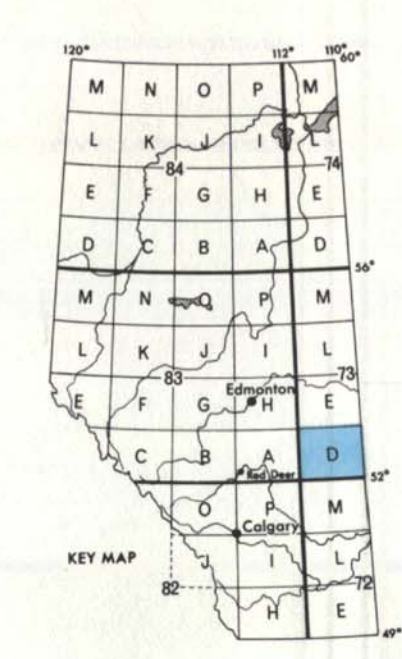 120° 112° 110°
60°
M N O P M
L K J I L
84 74
E F G H E
D C B A D
56°
M N O P M
L K J I L
83 73
Edmonton
E F G H E
C B A D
Red Deer 52°
O P M
Calgary
KEY MAP J I L
82 72
H E
49°